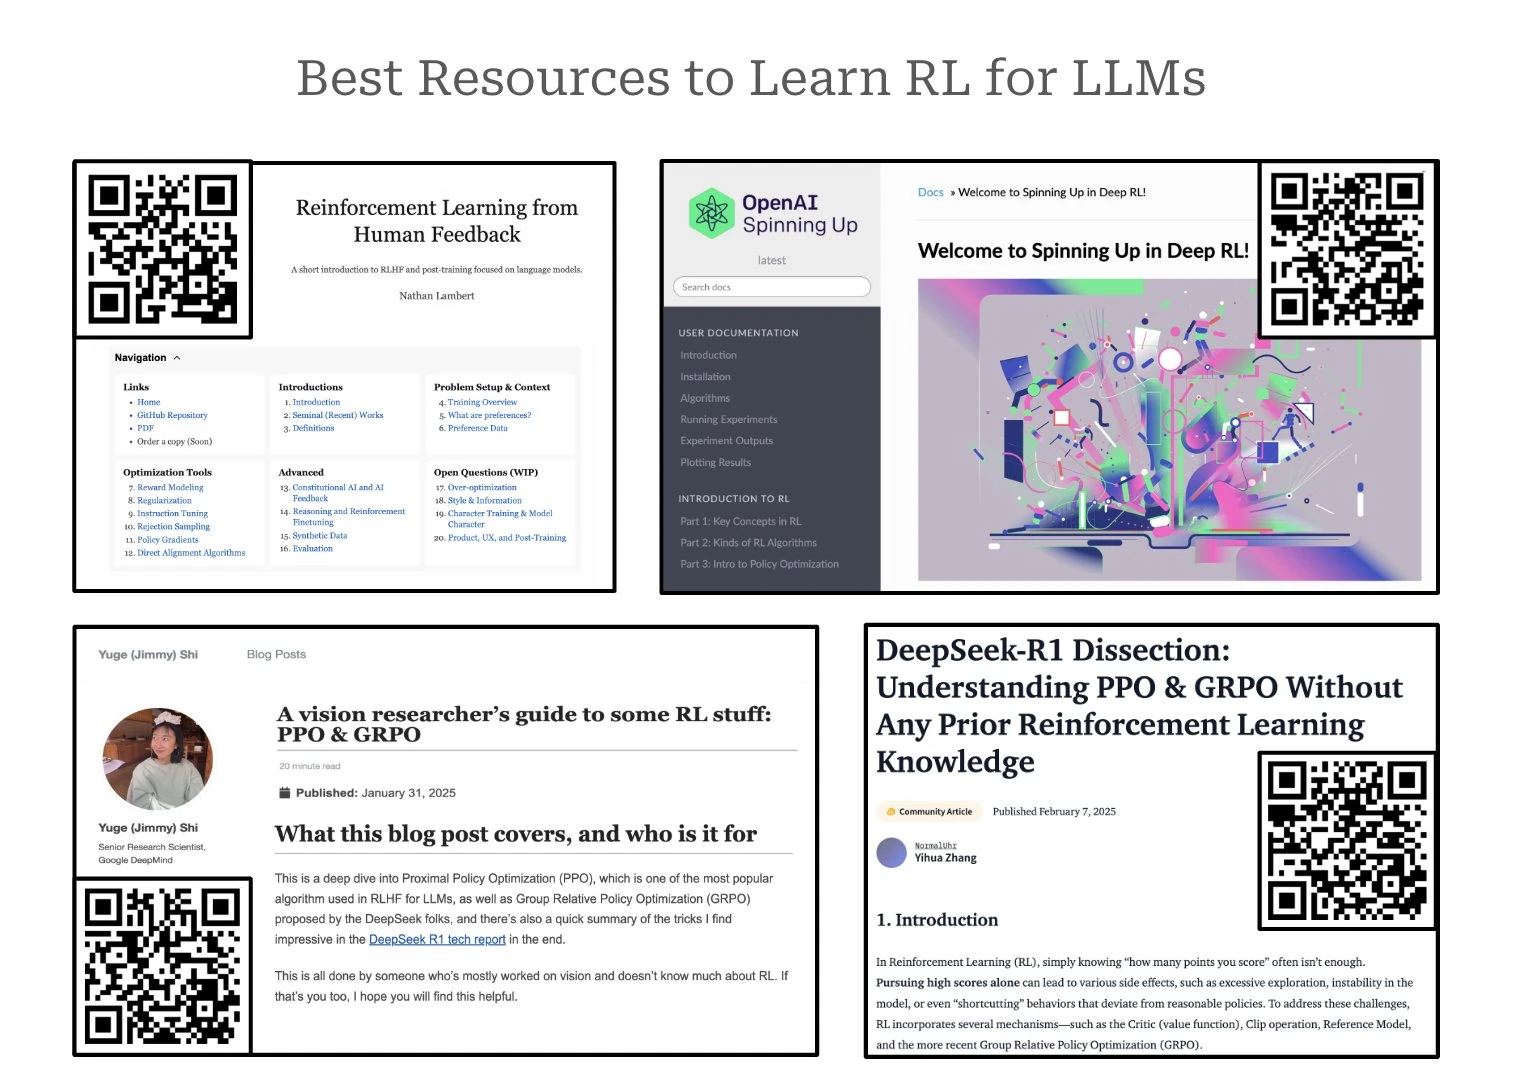 Best Resources to Learn RL for LLMs
Reinforcement Learning from
Human Feedback
A short introduction to RLHF and post-training focused on language models.
Nathan Lambert
Navigation
Links
Home
GitHub Repository
PDF
Order a copy (Soon)
Introductions
1. Introduction
2. Seminal (Recent) Works
3. Definitions
Problem Setup & Context
4. Training Overview
5. What are preferences?
6. Preference Data
Optimization Tools
7. Reward Modeling
8. Regularization
9. Instruction Tuning
10. Rejection Sampling
11. Policy Gradients
12. Direct Alignment Algorithms
Advanced
13. Constitutional AI and AI
Feedback
14. Reasoning and Reinforcement
Finetuning
15. Synthetic Data
16. Evaluation
Open Questions (WIP)
17. Over-optimization
18. Style & Information
19. Character Training & Model
Character
20. Product, UX, and Post-Training
OpenAI
Spinning Up
latest
Search docs
USER DOCUMENTATION
Introduction
Installation
Algorithms
Running Experiments
Experiment Outputs
Plotting Results
INTRODUCTION TO RL
Part 1: Key Concepts in RL
Part 2: Kinds of RL Algorithms
Part 3: Intro to Policy Optimization
Docs » Welcome to Spinning Up in Deep RL!
Welcome to Spinning Up in Deep RL!
Yuge (Jimmy) Shi
Blog Posts
Yuge (Jimmy) Shi
Senior Research Scientist,
Google DeepMind
A vision researcher's guide to some RL stuff:
PPO & GRPO
20 minute read
Published: January 31, 2025
What this blog post covers, and who is it for
This is a deep dive into Proximal Policy Optimization (PPO), which is one of the most popular
algorithm used in RLHF for LLMs, as well as Group Relative Policy Optimization (GRPO)
proposed by the DeepSeek folks, and there's also a quick summary of the tricks I find
impressive in the DeepSeek R1 tech report in the end.
This is all done by someone who's mostly worked on vision and doesn't know much about RL. If
that's you too, I hope you will find this helpful.
DeepSeek-R1 Dissection:
Understanding PPO & GRPO Without
Any Prior Reinforcement Learning
Knowledge
Community Article
Published February 7, 2025
NormalUhr
Yihua Zhang
1. Introduction
In Reinforcement Learning (RL), simply knowing “how many points you score” often isn't enough.
Pursuing high scores alone can lead to various side effects, such as excessive exploration, instability in the
model, or even “shortcutting” behaviors that deviate from reasonable policies. To address these challenges,
RL incorporates several mechanisms—such as the Critic (value function), Clip operation, Reference Model,
and the more recent Group Relative Policy Optimization (GRPO).